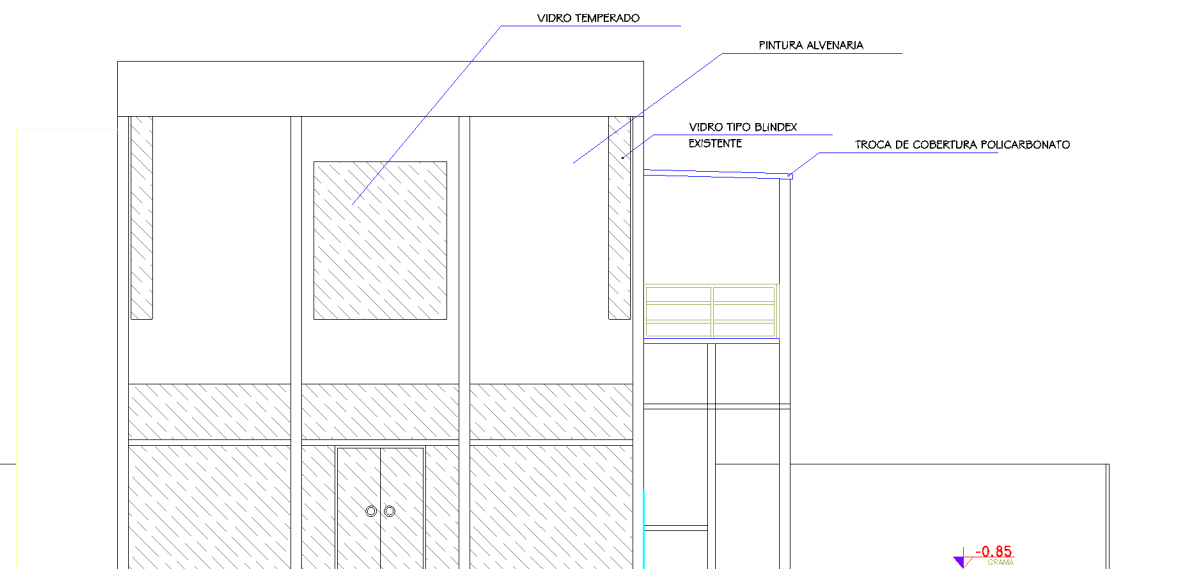 VIDRO TEMPERADO
PINTURA ALVENARIA
VIDRO TIPO BLINDEX
EXISTENTE
TROCA DE COBERTURA POLICARBONATO
-0.85
GRAMA